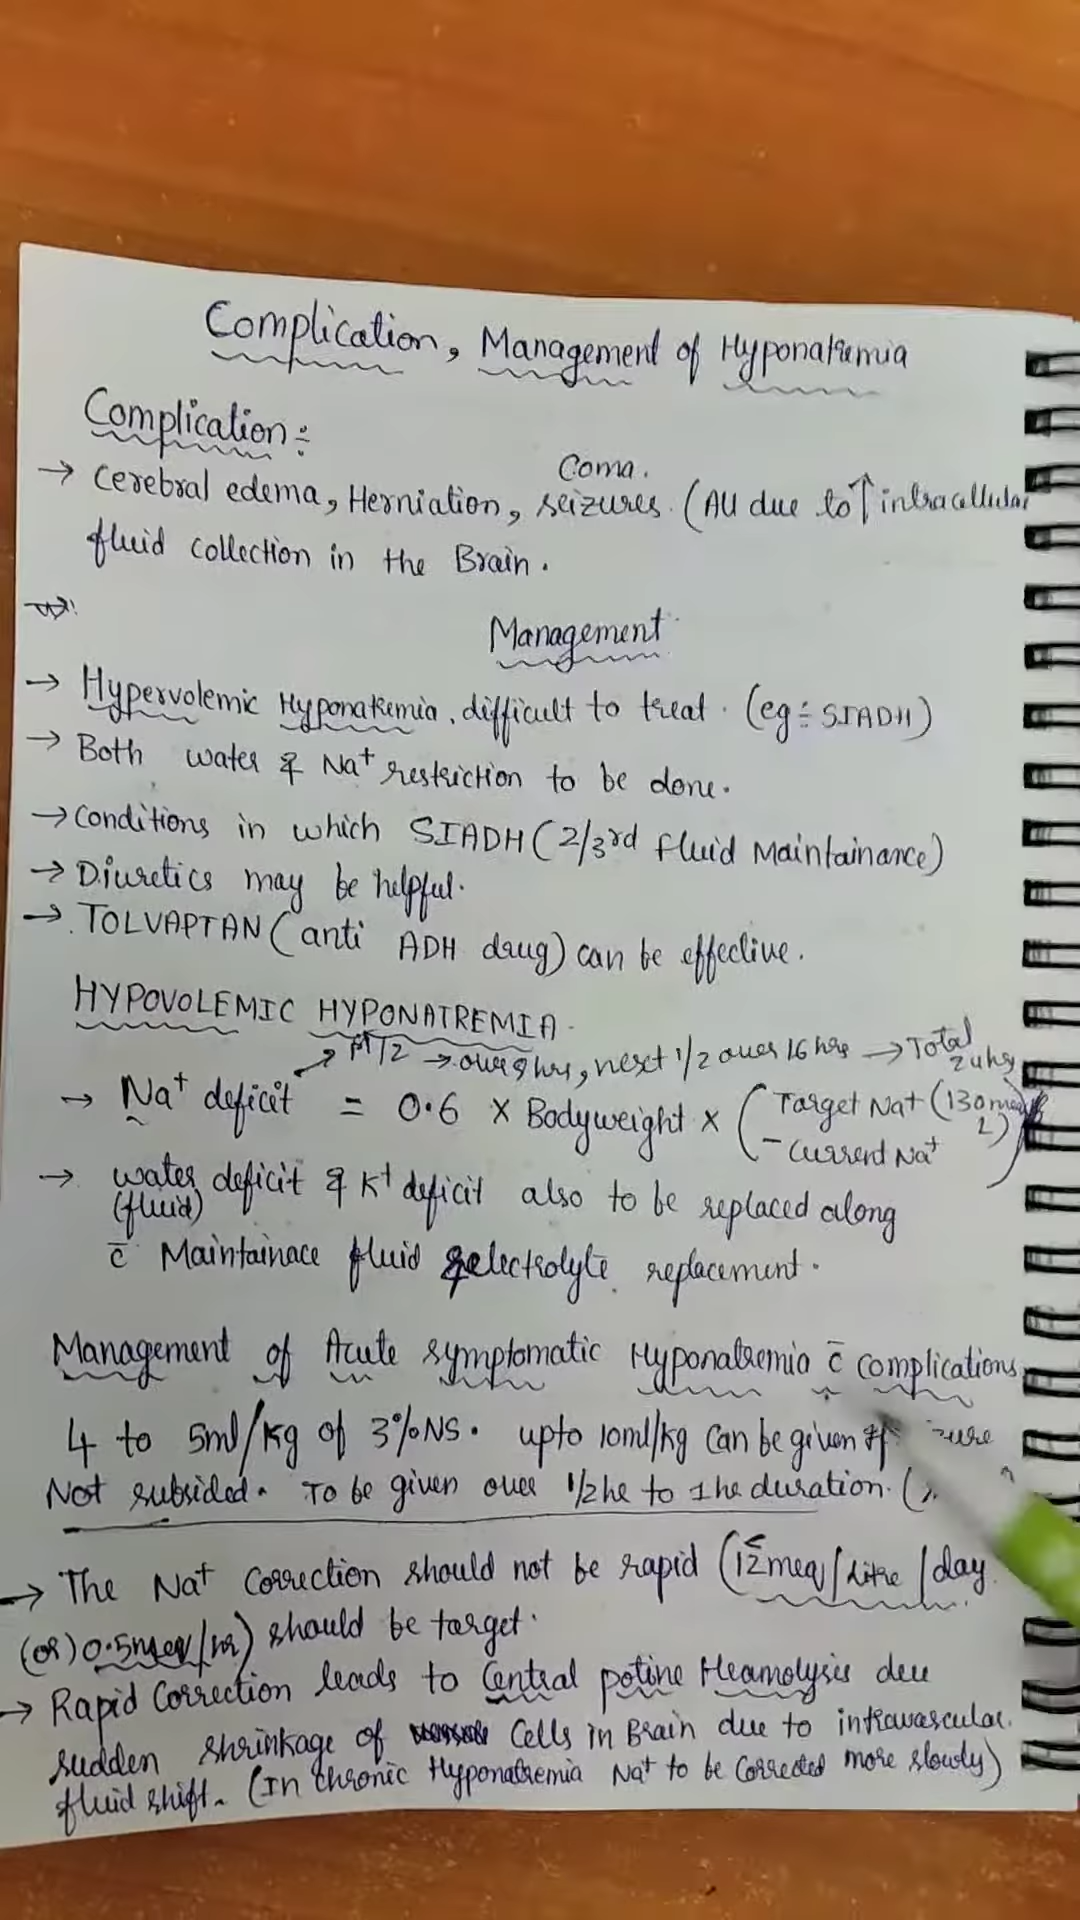 Complication, Management of Hyponatremia
Complication :-
Coma.
→ Cerebral edema, Herniation, seizures. (All due to ↑ intracellular
fluid collection in the Brain.
Management
→ Hypervolemic Hyponatremia. difficult to treat. (eg :- SIADH)
→ Both water & Na+ restriction to be done.
→ Conditions in which SIADH (2/3rd fluid Maintainance)
→ Diuretics may be helpful.
→ TOLVAPTAN (anti ADH drug) can be effective.
HYPOVOLEMIC HYPONATREMIA.
1/2 → over 8 hrs, next 1/2 over 16 hrs → Total 24 hrs
→ Na+ deficit = 0.6 × Bodyweight × (Target Na+ (130 meq/L)
- Current Na+)
→ water deficit & K+ deficit also to be replaced along
(fluid)
c̄ Maintainace fluid & electrolyte replacement.
Management of Acute symptomatic Hyponatremia c̄ complications
4 to 5ml/kg of 3% NS. upto 10ml/kg can be given if
Not subsided. To be given over 1/2 hr to 1 hr duration. (
→ The Na+ Correction should not be rapid (≤12meq/Litre/day
(or) 0.5meq/hr) should be target.
→ Rapid Correction leads to Central potine Heamolysis due
sudden shrinkage of Cells in Brain due to intravascular
fluid shift. (In chronic Hyponatremia Na+ to be Corrected more slowly)